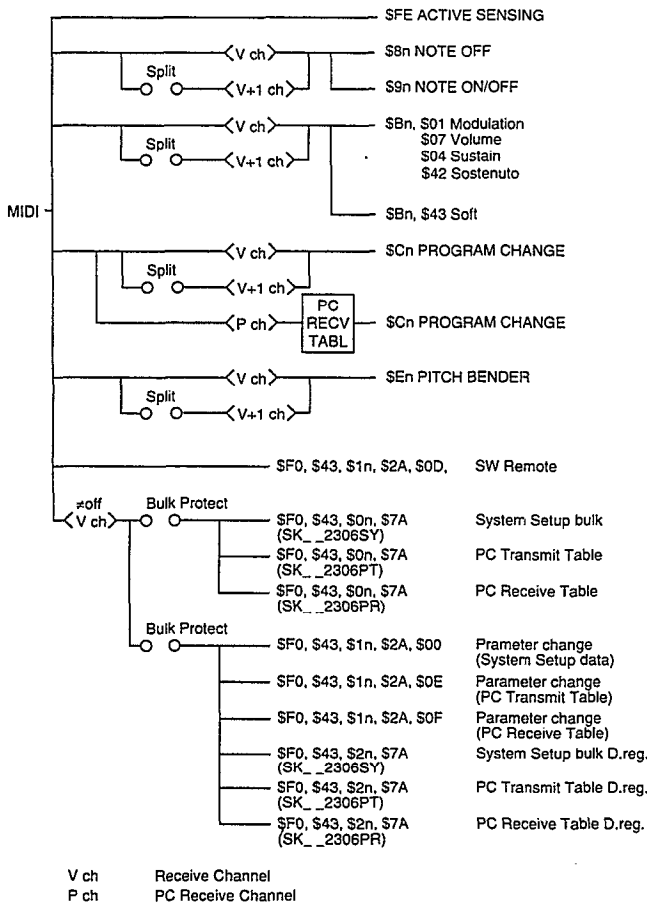 $FE ACTIVE SENSING
V ch $8n NOTE OFF
Split
V+1 ch $9n NOTE ON/OFF
V ch $Bn, $01 Modulation
Split
$07 Volume
V+1 ch $04 Sustain
$42 Sostenuto
MIDI
$Bn, $43 Soft
V ch $Cn PROGRAM CHANGE
Split
V+1 ch
P ch PC RECV TABL $Cn PROGRAM CHANGE
V ch $En PITCH BENDER
Split
V+1 ch
$F0, $43, $1n, $2A, $0D, SW Remote
≠off Bulk Protect
V ch $F0, $43, $0n, $7A System Setup bulk
(SK_ _2306SY)
$F0, $43, $0n, $7A PC Transmit Table
(SK_ _2306PT)
$F0, $43, $0n, $7A PC Receive Table
(SK_ _2306PR)
Bulk Protect
$F0, $43, $1n, $2A, $00 Prameter change
(System Setup data)
$F0, $43, $1n, $2A, $0E Parameter change
(PC Transmit Table)
$F0, $43, $1n, $2A, $0F Parameter change
(PC Receive Table)
$F0, $43, $2n, $7A System Setup bulk D.reg.
(SK_ _2306SY)
$F0, $43, $2n, $7A PC Transmit Table D.reg.
(SK_ _2306PT)
$F0, $43, $2n, $7A PC Receive Table D.reg.
(SK_ _2306PR)
V ch Receive Channel
P ch PC Receive Channel